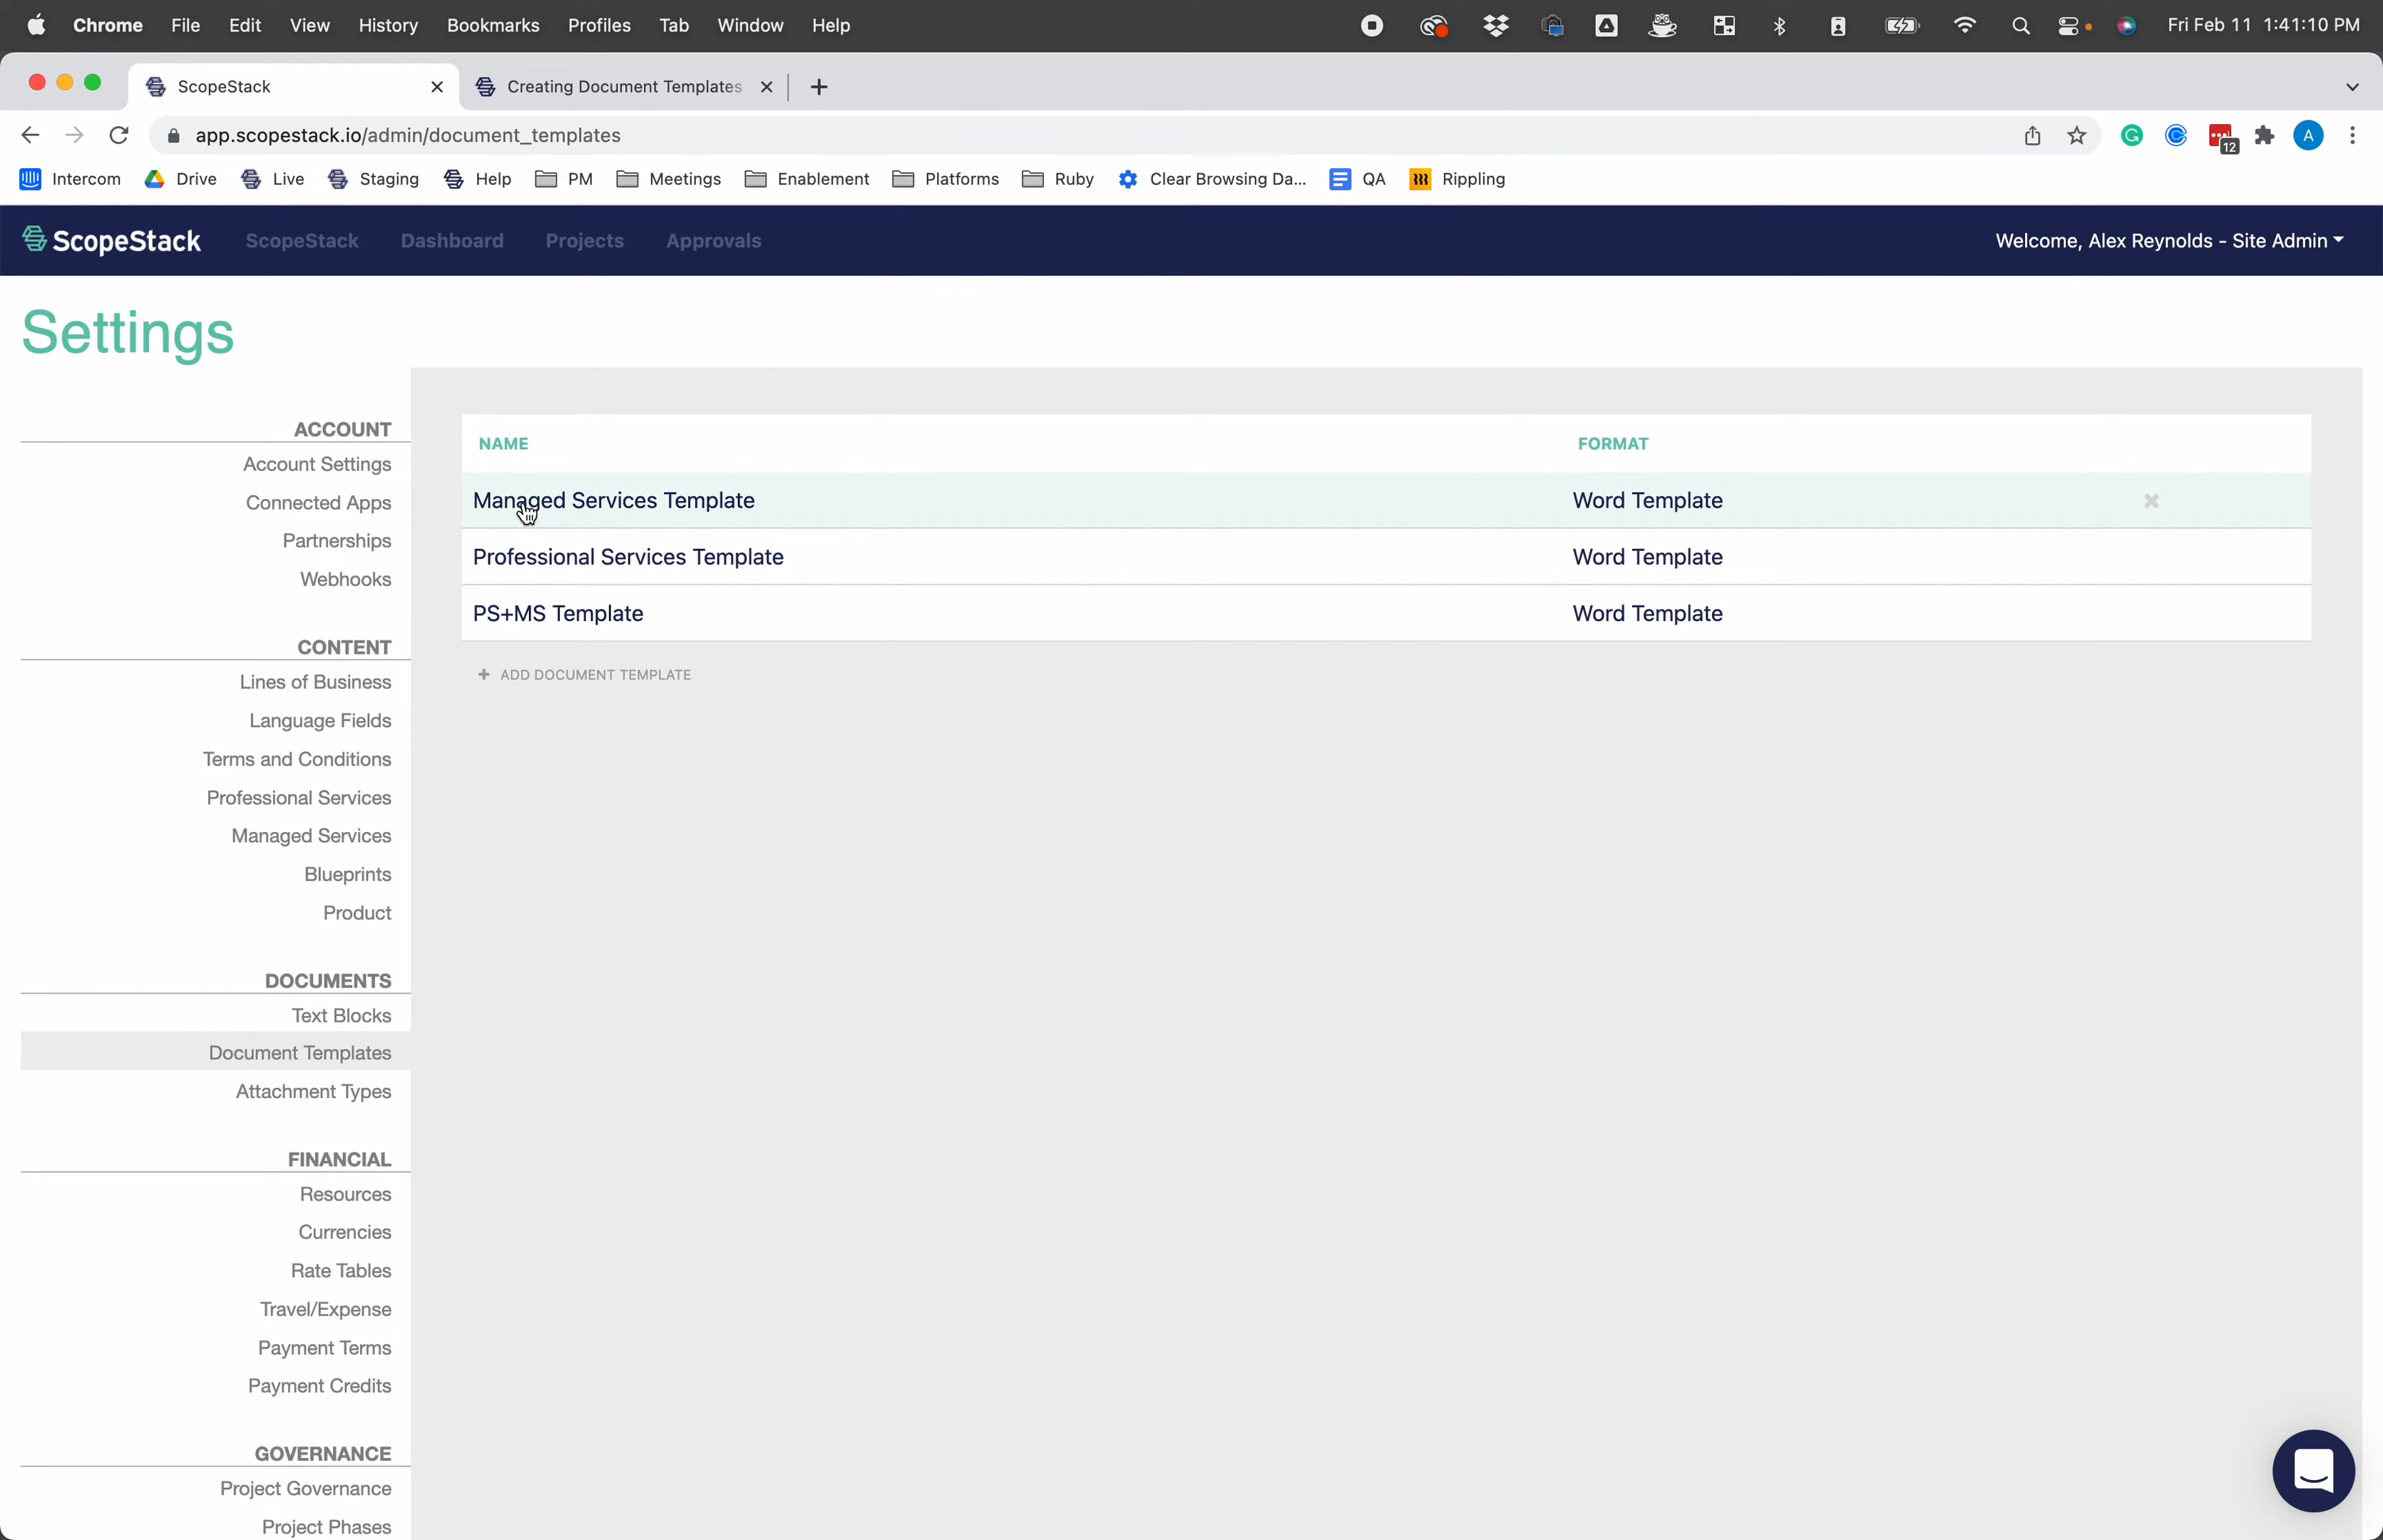 Chrome File Edit View History Bookmarks Profiles Tab Window Help Fri Feb 11 1:41:10 PM
ScopeStack Creating Document Templates
app.scopestack.io/admin/document_templates A 12
Intercom Drive Live Staging Help PM Meetings Enablement Platforms Ruby Clear Browsing Da... QA Rippling
ScopeStack ScopeStack Dashboard Projects Approvals Welcome, Alex Reynolds - Site Admin
Settings
ACCOUNT
Account Settings
Connected Apps
Partnerships
Webhooks
CONTENT
Lines of Business
Language Fields
Terms and Conditions
Professional Services
Managed Services
Blueprints
Product
DOCUMENTS
Text Blocks
Document Templates
Attachment Types
FINANCIAL
Resources
Currencies
Rate Tables
Travel/Expense
Payment Terms
Payment Credits
GOVERNANCE
Project Governance
Project Phases
NAME FORMAT
Managed Services Template Word Template
Professional Services Template Word Template
PS+MS Template Word Template
+ ADD DOCUMENT TEMPLATE